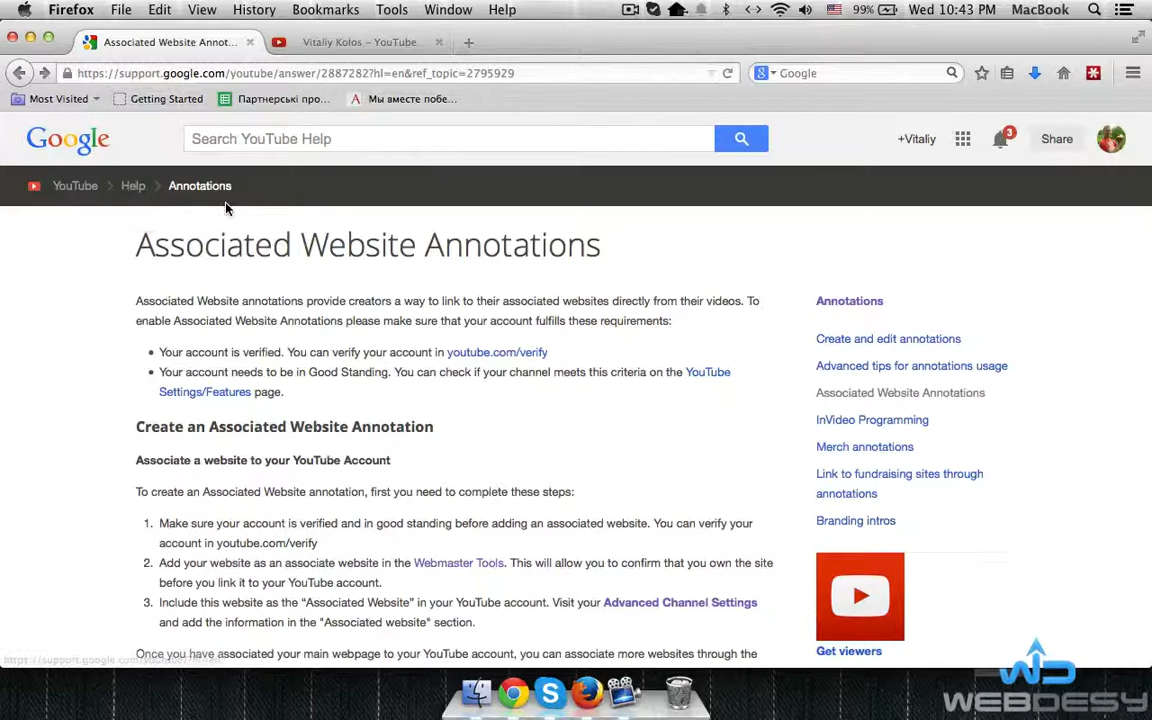 Firefox File Edit View History Bookmarks Tools Window Help 99% Wed 10:43 PM MacBook
Associated Website Annot... Vitaliy Kołos – YouTube
https://support.google.com/youtube/answer/2887282?hl=en&ref_topic=2795929 Google
Most Visited Getting Started Партнерські про... Мы вместе побе...
Google Search YouTube Help +Vitaliy 3 Share
YouTube Help Annotations
Associated Website Annotations
Associated Website annotations provide creators a way to link to their associated websites directly from their videos. To
enable Associated Website Annotations please make sure that your account fulfills these requirements:
• Your account is verified. You can verify your account in youtube.com/verify
• Your account needs to be in Good Standing. You can check if your channel meets this criteria on the YouTube
Settings/Features page.
Create an Associated Website Annotation
Associate a website to your YouTube Account
To create an Associated Website annotation, first you need to complete these steps:
1. Make sure your account is verified and in good standing before adding an associated website. You can verify your
account in youtube.com/verify
2. Add your website as an associate website in the Webmaster Tools. This will allow you to confirm that you own the site
before you link it to your YouTube account.
3. Include this website as the “Associated Website” in your YouTube account. Visit your Advanced Channel Settings
and add the information in the "Associated website" section.
Once you have associated your main webpage to your YouTube account, you can associate more websites through the
Annotations
Create and edit annotations
Advanced tips for annotations usage
Associated Website Annotations
InVideo Programming
Merch annotations
Link to fundraising sites through
annotations
Branding intros
Get viewers
https://support.google.com/youtube/?hl=en
WEBDESY